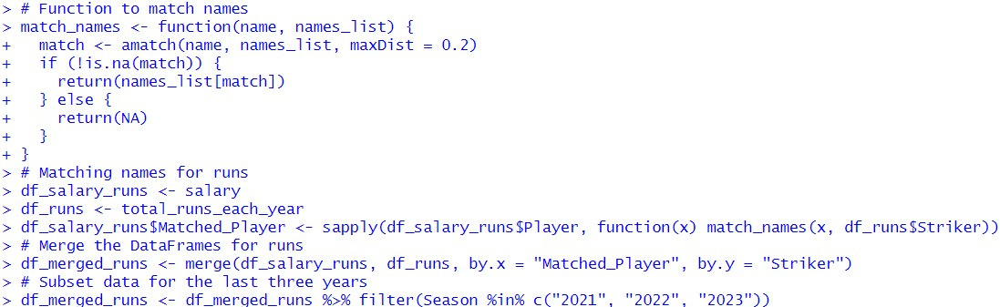 > # Function to match names
> match_names <- function(name, names_list) {
+   match <- amatch(name, names_list, maxDist = 0.2)
+   if (!is.na(match)) {
+     return(names_list[match])
+   } else {
+     return(NA)
+   }
+ }
> # Matching names for runs
> df_salary_runs <- salary
> df_runs <- total_runs_each_year
> df_salary_runs$Matched_Player <- sapply(df_salary_runs$Player, function(x) match_names(x, df_runs$Striker))
> # Merge the DataFrames for runs
> df_merged_runs <- merge(df_salary_runs, df_runs, by.x = "Matched_Player", by.y = "Striker")
> # Subset data for the last three years
> df_merged_runs <- df_merged_runs %>% filter(Season %in% c("2021", "2022", "2023"))